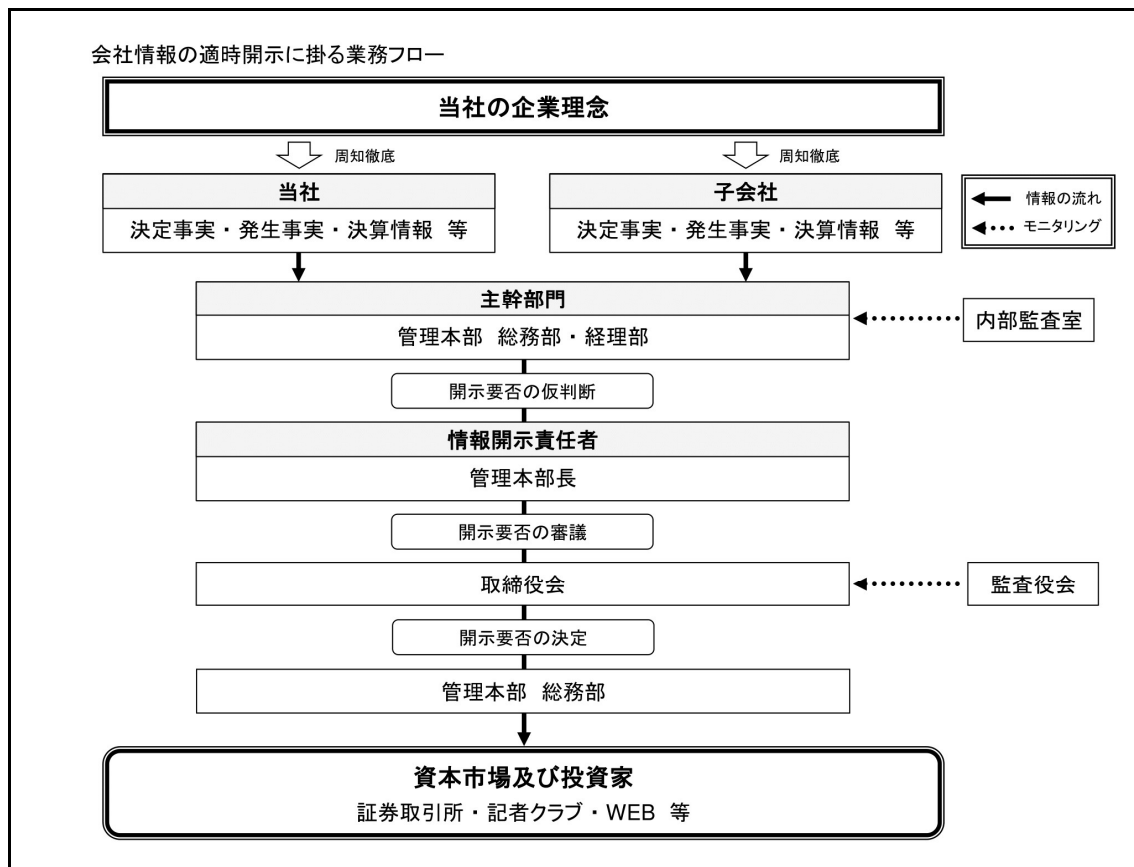 会社情報の適時開示に掛る業務フロー
当社の企業理念
周知徹底
周知徹底
当社
決定事実・発生事実・決算情報 等
子会社
決定事実・発生事実・決算情報 等
情報の流れ
モニタリング
主幹部門
管理本部 総務部・経理部
内部監査室
開示要否の仮判断
情報開示責任者
管理本部長
開示要否の審議
取締役会
監査役会
開示要否の決定
管理本部 総務部
資本市場及び投資家
証券取引所・記者クラブ・WEB 等